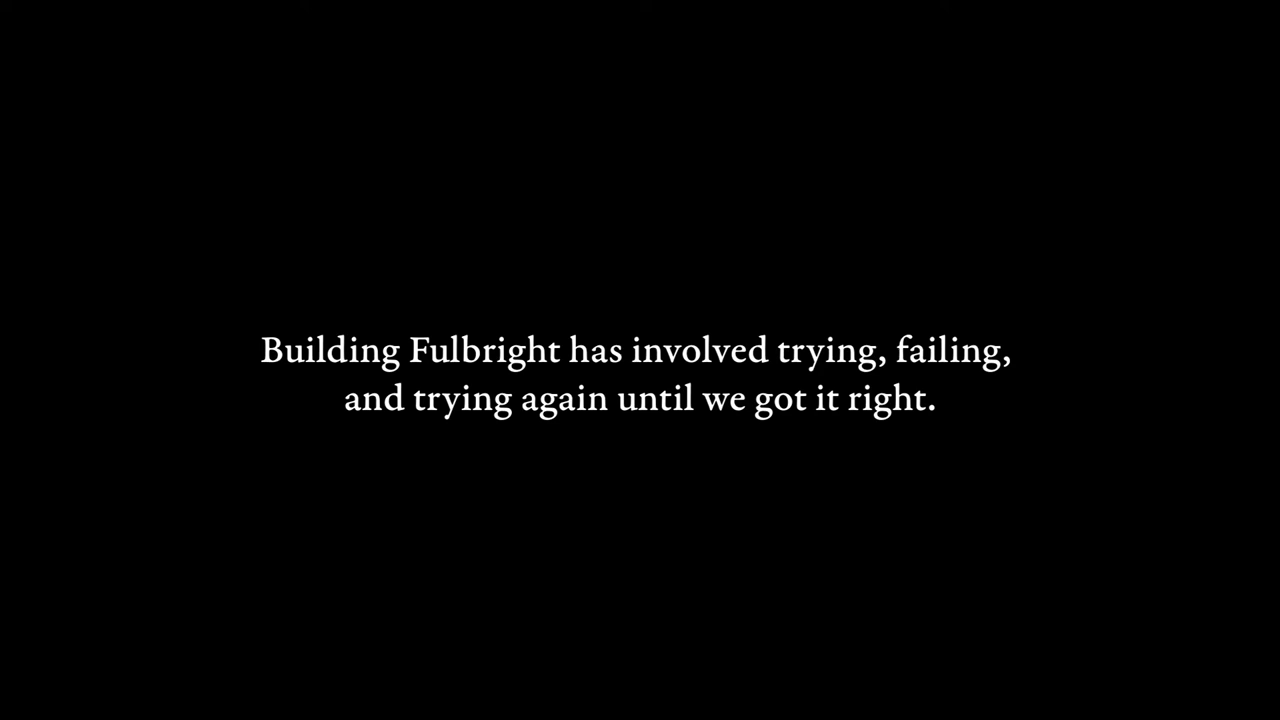 Building Fulbright has involved trying, failing,
and trying again until we got it right.